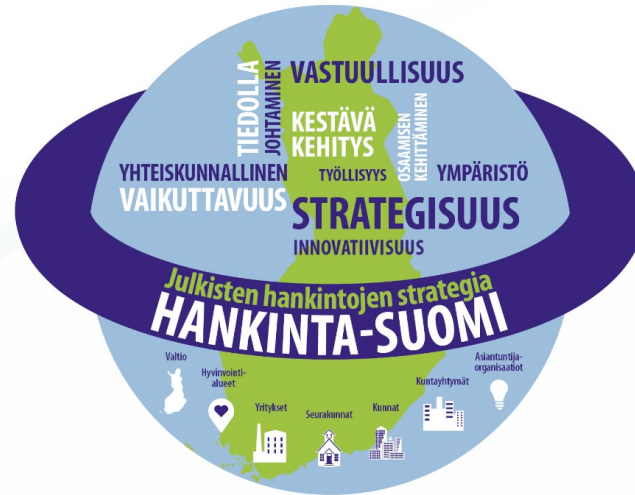 TIEDOLLA
JOHTAMINEN
VASTUULLISUUS
KESTÄVÄ
KEHITYS
OSAAMISEN
KEHITTÄMINEN
YHTEISKUNNALLINEN
VAIKUTTAVUUS
TYÖLLISYYS
YMPÄRISTÖ
STRATEGISUUS
INNOVATIIVISUUS
Julkisten hankintojen strategia
HANKINTA-SUOMI
Valtio
Hyvinvointi-
alueet
Yritykset
Seurakunnat
Kunnat
Kuntayhtymät
Asiantuntija-
organisaatiot